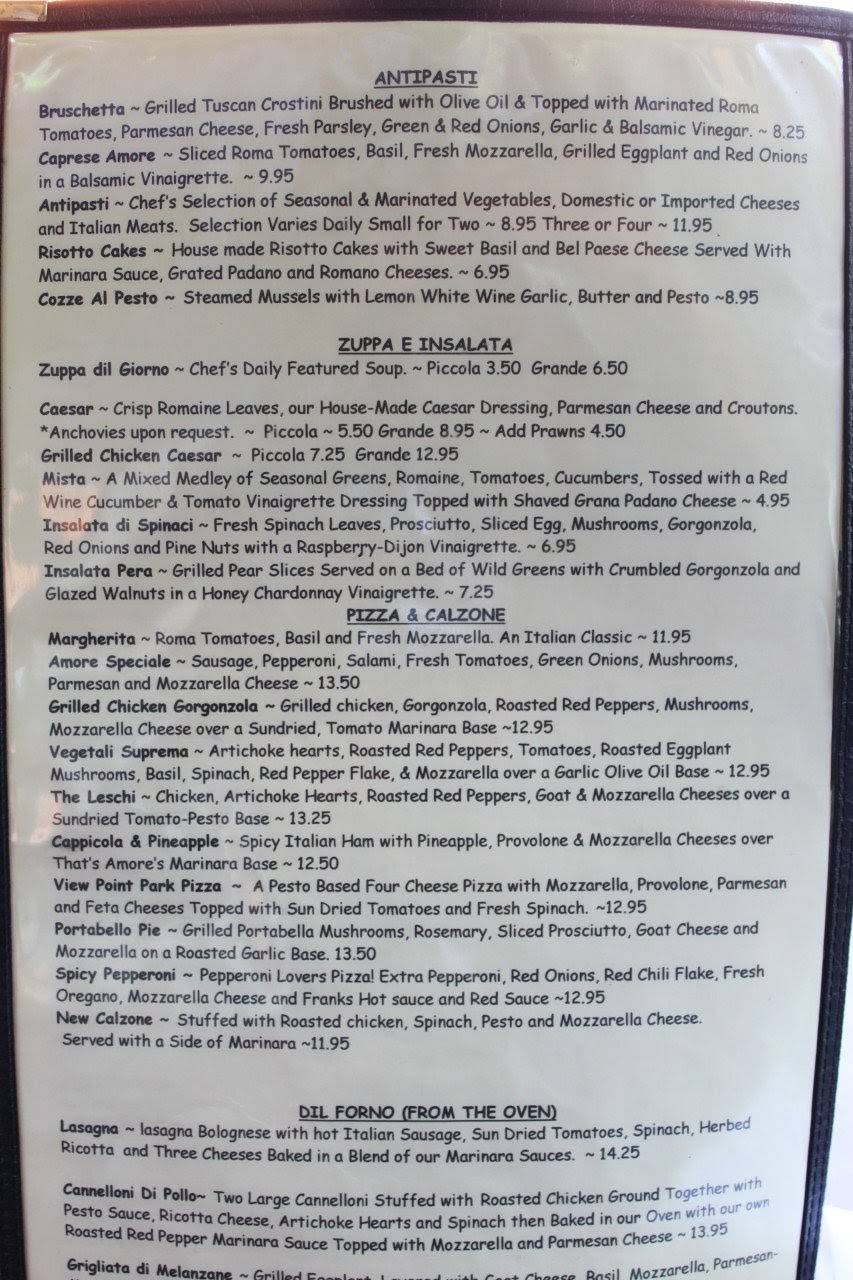 ANTIPASTI
Bruschetta ~ Grilled Tuscan Crostini Brushed with Olive Oil & Topped with Marinated Roma
Tomatoes, Parmesan Cheese, Fresh Parsley, Green & Red Onions, Garlic & Balsamic Vinegar. ~ 8.25
Caprese Amore ~ Sliced Roma Tomatoes, Basil, Fresh Mozzarella, Grilled Eggplant and Red Onions
in a Balsamic Vinaigrette. ~ 9.95
Antipasti ~ Chef's Selection of Seasonal & Marinated Vegetables, Domestic or Imported Cheeses
and Italian Meats. Selection Varies Daily Small for Two ~ 8.95 Three or Four ~ 11.95
Risotto Cakes ~ House made Risotto Cakes with Sweet Basil and Bel Paese Cheese Served With
Marinara Sauce, Grated Padano and Romano Cheeses. ~ 6.95
Cozze Al Pesto ~ Steamed Mussels with Lemon White Wine Garlic, Butter and Pesto ~8.95
ZUPPA E INSALATA
Zuppa dil Giorno ~ Chef's Daily Featured Soup. ~ Piccola 3.50 Grande 6.50
Caesar ~ Crisp Romaine Leaves, our House-Made Caesar Dressing, Parmesan Cheese and Croutons.
*Anchovies upon request. ~ Piccola ~ 5.50 Grande 8.95 ~ Add Prawns 4.50
Grilled Chicken Caesar ~ Piccola 7.25 Grande 12.95
Mista ~ A Mixed Medley of Seasonal Greens, Romaine, Tomatoes, Cucumbers, Tossed with a Red
Wine Cucumber & Tomato Vinaigrette Dressing Topped with Shaved Grana Padano Cheese ~ 4.95
Insalata di Spinaci ~ Fresh Spinach Leaves, Prosciutto, Sliced Egg, Mushrooms, Gorgonzola,
Red Onions and Pine Nuts with a Raspberry-Dijon Vinaigrette. ~ 6.95
Insalata Pera ~ Grilled Pear Slices Served on a Bed of Wild Greens with Crumbled Gorgonzola and
Glazed Walnuts in a Honey Chardonnay Vinaigrette. ~ 7.25
PIZZA & CALZONE
Margherita ~ Roma Tomatoes, Basil and Fresh Mozzarella. An Italian Classic ~ 11.95
Amore Speciale ~ Sausage, Pepperoni, Salami, Fresh Tomatoes, Green Onions, Mushrooms,
Parmesan and Mozzarella Cheese ~ 13.50
Grilled Chicken Gorgonzola ~ Grilled chicken, Gorgonzola, Roasted Red Peppers, Mushrooms,
Mozzarella Cheese over a Sundried, Tomato Marinara Base ~12.95
Vegetali Suprema ~ Artichoke hearts, Roasted Red Peppers, Tomatoes, Roasted Eggplant
Mushrooms, Basil, Spinach, Red Pepper Flake, & Mozzarella over a Garlic Olive Oil Base ~ 12.95
The Leschi ~ Chicken, Artichoke Hearts, Roasted Red Peppers, Goat & Mozzarella Cheeses over a
Sundried Tomato-Pesto Base ~ 13.25
Cappicola & Pineapple ~ Spicy Italian Ham with Pineapple, Provolone & Mozzarella Cheeses over
That's Amore's Marinara Base ~ 12.50
View Point Park Pizza ~ A Pesto Based Four Cheese Pizza with Mozzarella, Provolone, Parmesan
and Feta Cheeses Topped with Sun Dried Tomatoes and Fresh Spinach. ~12.95
Portabello Pie ~ Grilled Portabella Mushrooms, Rosemary, Sliced Prosciutto, Goat Cheese and
Mozzarella on a Roasted Garlic Base. 13.50
Spicy Pepperoni ~ Pepperoni Lovers Pizza! Extra Pepperoni, Red Onions, Red Chili Flake, Fresh
Oregano, Mozzarella Cheese and Franks Hot sauce and Red Sauce ~12.95
New Calzone ~ Stuffed with Roasted chicken, Spinach, Pesto and Mozzarella Cheese.
Served with a Side of Marinara ~11.95
DIL FORNO (FROM THE OVEN)
Lasagna ~ lasagna Bolognese with hot Italian Sausage, Sun Dried Tomatoes, Spinach, Herbed
Ricotta and Three Cheeses Baked in a Blend of our Marinara Sauces. ~ 14.25
Cannelloni Di Pollo~ Two Large Cannelloni Stuffed with Roasted Chicken Ground Together with
Pesto Sauce, Ricotta Cheese, Artichoke Hearts and Spinach then Baked in our Oven with our own
Roasted Red Pepper Marinara Sauce Topped with Mozzarella and Parmesan Cheese ~ 13.95
Grigliata di Melanzane ~ Grilled Eggplant, Layered with Goat Cheese, Basil, Mozzarella, Parmesan-